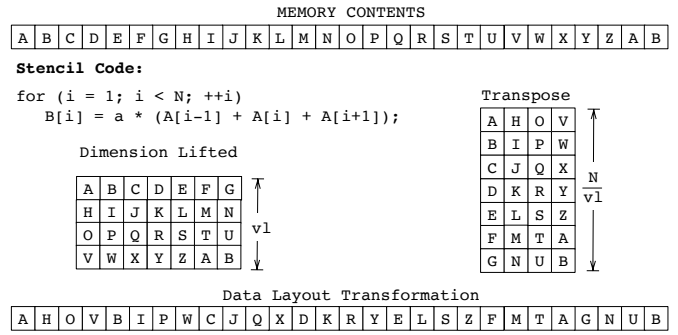 MEMORY CONTENTS
A B C D E F G H I J K L M N O P Q R S T U V W X Y Z A B
Stencil Code:
for (i = 1; i < N; ++i)
B[i] = a * (A[i-1] + A[i] + A[i+1]);
Dimension Lifted
A B C D E F G
H I J K L M N
O P Q R S T U
V W X Y Z A B
vl
Transpose
A H O V
B I P W
C J Q X
D K R Y
E L S Z
F M T A
G N U B
N
vl
Data Layout Transformation
A H O V B I P W C J Q X D K R Y E L S Z F M T A G N U B